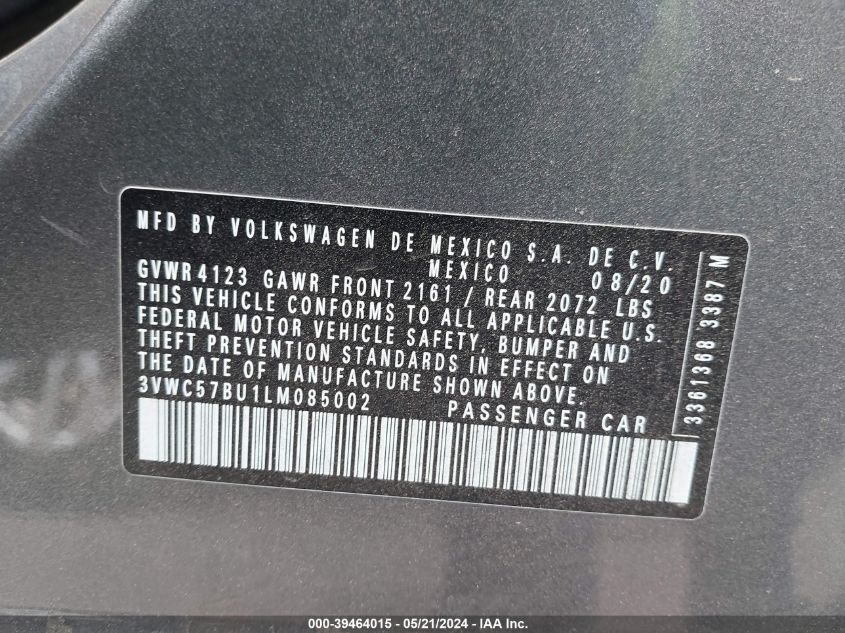 MFD BY VOLKSWAGEN DE MEXICO S.A. DE C.V.
MEXICO 08/20
GVWR 4123 GAWR FRONT 2161 / REAR 2072 LBS
THIS VEHICLE CONFORMS TO ALL APPLICABLE U.S.
FEDERAL MOTOR VEHICLE SAFETY, BUMPER AND
THEFT PREVENTION STANDARDS IN EFFECT ON
THE DATE OF MANUFACTURE SHOWN ABOVE.
3VWC57BU1LM085002 PASSENGER CAR
3361368 3387 M
000-39464015 - 05/21/2024 - IAA Inc.